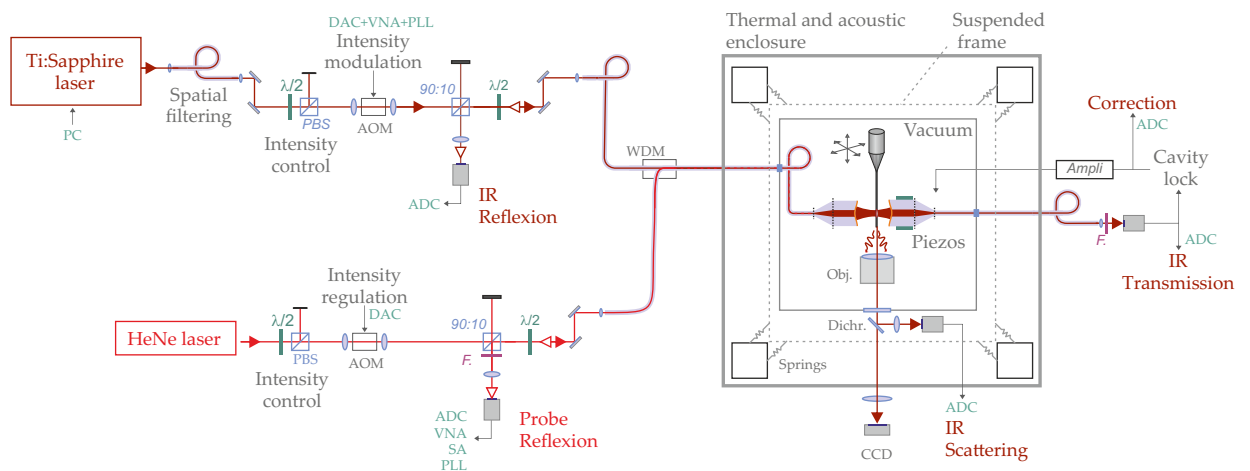 Ti:Sapphire
laser
PC
Spatial
filtering
λ/2
PBS
Intensity
control
DAC+VNA+PLL
Intensity
modulation
AOM
90:10
λ/2
ADC
IR
Reflexion
WDM
HeNe laser
λ/2
PBS
Intensity
control
Intensity
regulation
DAC
AOM
90:10
F.
λ/2
ADC
VNA
SA
PLL
Probe
Reflexion
Thermal and acoustic
enclosure
Suspended
frame
Vacuum
Piezos
Obj.
Dichr.
Springs
CCD
ADC
IR
Scattering
Correction
ADC
Ampli
Cavity
lock
F.
ADC
IR
Transmission